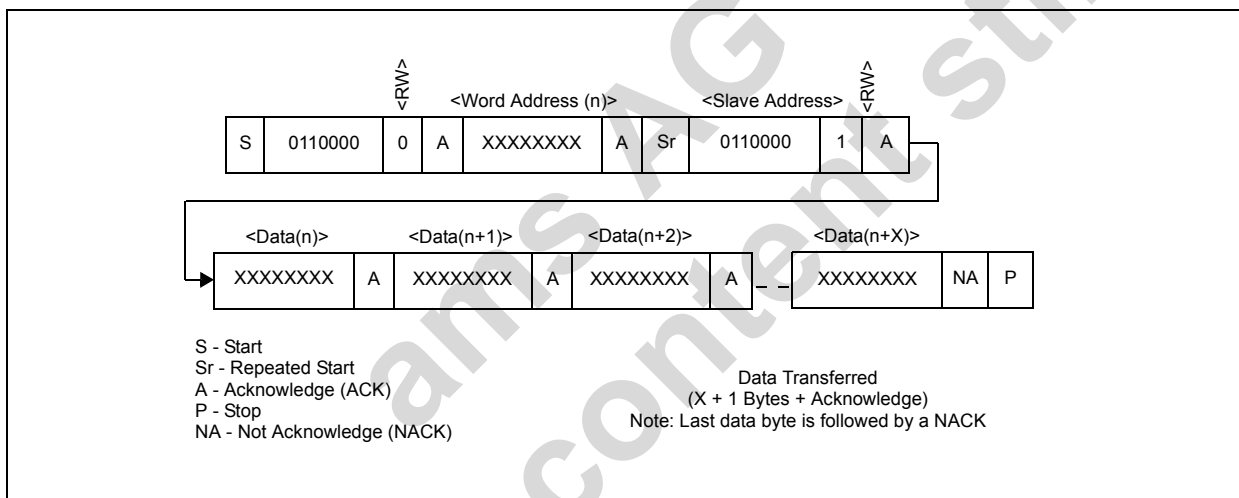 <RW> <Word Address (n)> <Slave Address> <RW>
S 0110000 0 A XXXXXXXX A Sr 0110000 1 A
<Data(n)> <Data(n+1)> <Data(n+2)> <Data(n+X)>
XXXXXXXX A XXXXXXXX A XXXXXXXX A XXXXXXXX NA P
S - Start
Sr - Repeated Start
A - Acknowledge (ACK)
P - Stop
NA - Not Acknowledge (NACK)
Data Transferred
(X + 1 Bytes + Acknowledge)
Note: Last data byte is followed by a NACK
ams AG
content